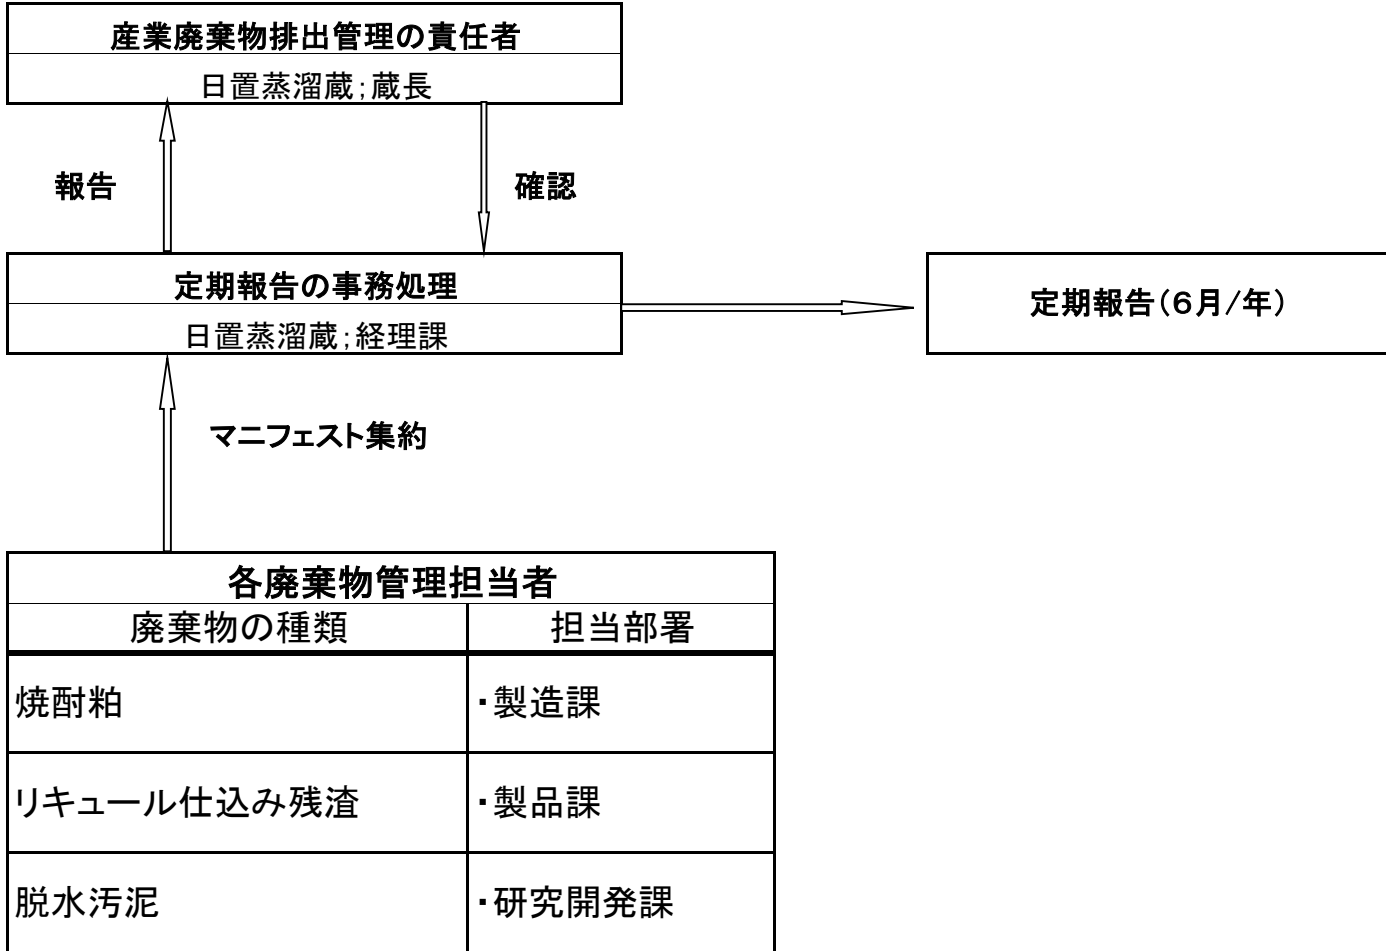 産業廃棄物排出管理の責任者
日置蒸溜蔵;蔵長
報告
確認
定期報告の事務処理
日置蒸溜蔵;経理課
定期報告(6月/年)
マニフェスト集約
各廃棄物管理担当者
廃棄物の種類 担当部署
焼酎粕 ・製造課
リキュール仕込み残渣 ・製品課
脱水汚泥 ・研究開発課